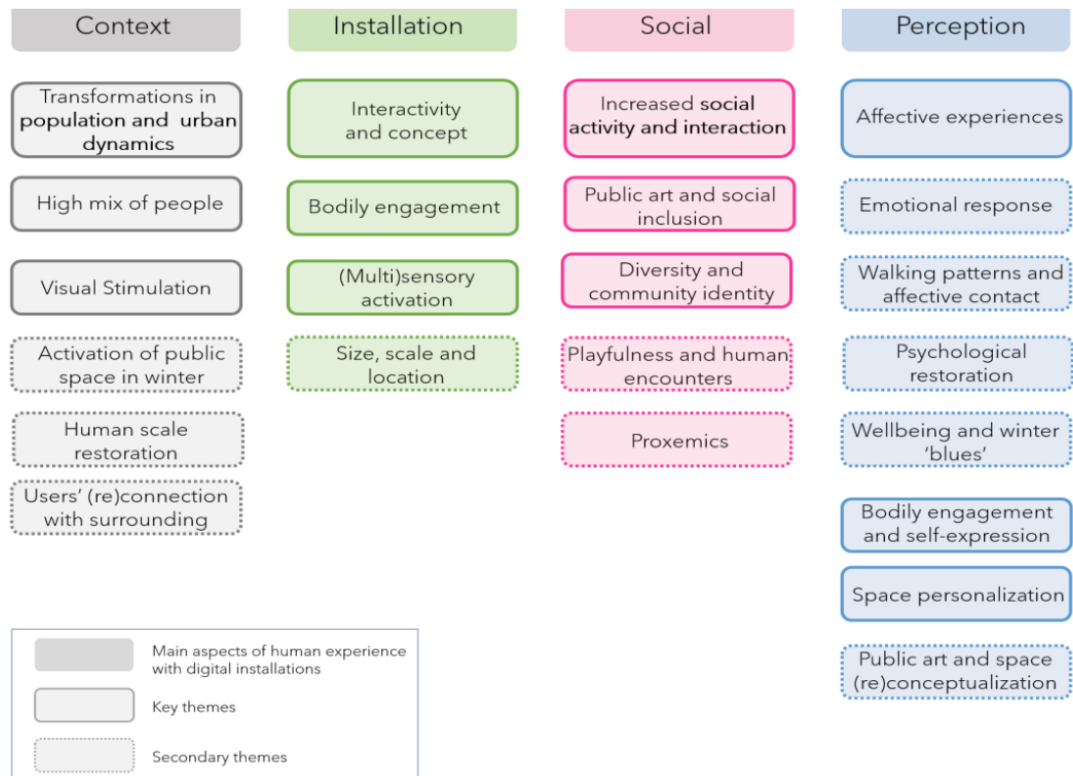 Context
Installation
Social
Perception
Transformations in
population and urban
dynamics
High mix of people
Visual Stimulation
Activation of public
space in winter
Human scale
restoration
Users' (re)connection
with surrounding
Interactivity
and concept
Bodily engagement
(Multi)sensory
activation
Size, scale and
location
Increased social
activity and interaction
Public art and social
inclusion
Diversity and
community identity
Playfulness and human
encounters
Proxemics
Affective experiences
Emotional response
Walking patterns and
affective contact
Psychological
restoration
Wellbeing and winter
'blues'
Bodily engagement
and self-expression
Space personalization
Public art and space
(re)conceptualization
Main aspects of human experience
with digital installations
Key themes
Secondary themes